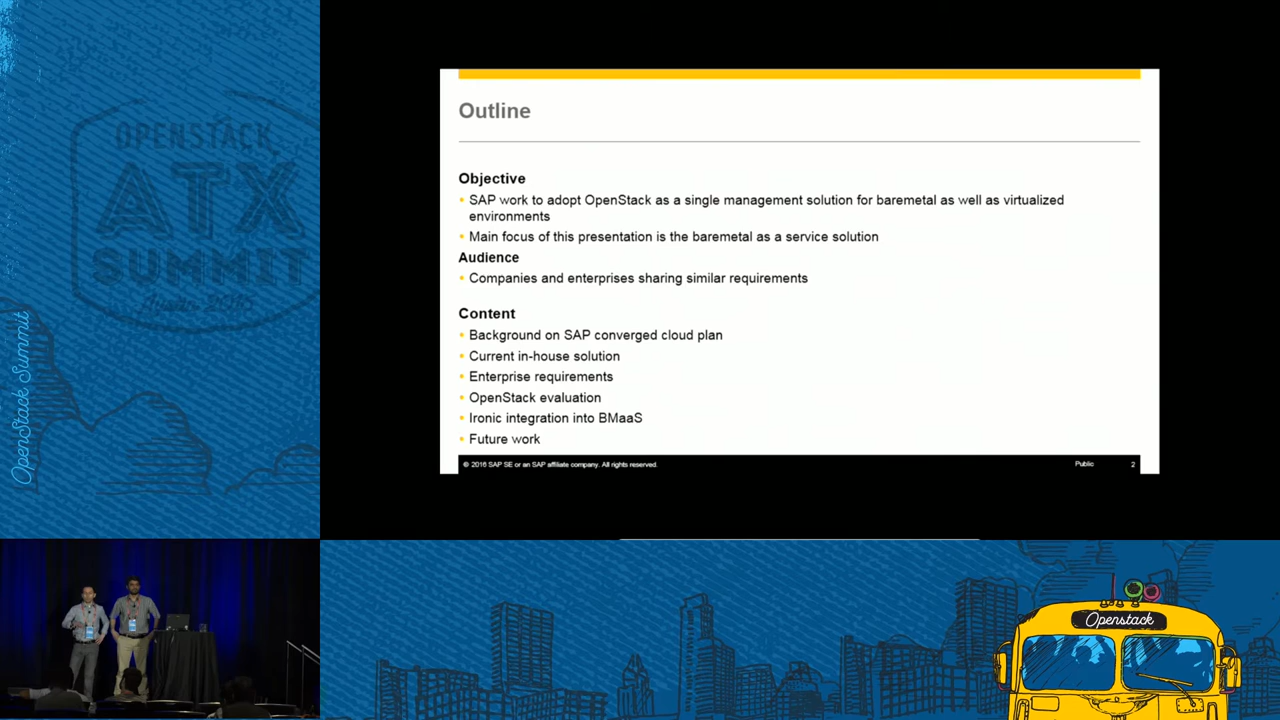 OPENSTACK
ATX
SUMMIT
OpenStack Summit
Outline
Objective
• SAP work to adopt OpenStack as a single management solution for baremetal as well as virtualized
environments
• Main focus of this presentation is the baremetal as a service solution
Audience
• Companies and enterprises sharing similar requirements
Content
• Background on SAP converged cloud plan
• Current in-house solution
• Enterprise requirements
• OpenStack evaluation
• Ironic integration into BMaaS
• Future work
© 2016 SAP SE or an SAP affiliate company. All rights reserved.
Public
2
Openstack